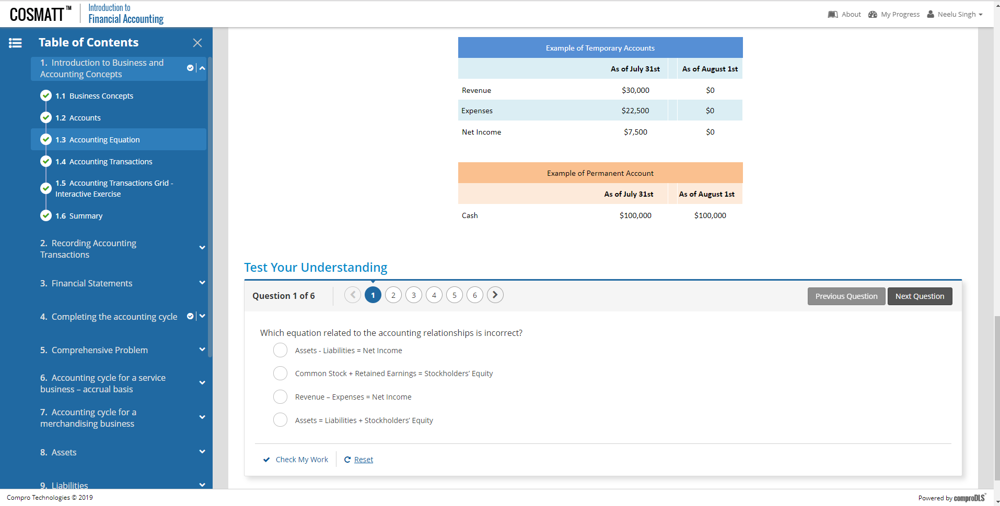 COSMATT™
Introduction to
Financial Accounting
About
My Progress
Neelu Singh
Table of Contents
1. Introduction to Business and
Accounting Concepts
1.1 Business Concepts
1.2 Accounts
1.3 Accounting Equation
1.4 Accounting Transactions
1.5 Accounting Transactions Grid -
Interactive Exercise
1.6 Summary
2. Recording Accounting
Transactions
3. Financial Statements
4. Completing the accounting cycle
5. Comprehensive Problem
6. Accounting cycle for a service
business – accrual basis
7. Accounting cycle for a
merchandising business
8. Assets
9. Liabilities
Example of Temporary Accounts
As of July 31st As of August 1st
Revenue $30,000 $0
Expenses $22,500 $0
Net Income $7,500 $0
Example of Permanent Account
As of July 31st As of August 1st
Cash $100,000 $100,000
Test Your Understanding
Question 1 of 6
1 2 3 4 5 6
Previous Question
Next Question
Which equation related to the accounting relationships is incorrect?
Assets - Liabilities = Net Income
Common Stock + Retained Earnings = Stockholders’ Equity
Revenue – Expenses = Net Income
Assets = Liabilities + Stockholders’ Equity
Check My Work
Reset
Compro Technologies © 2019
Powered by comproDLS™